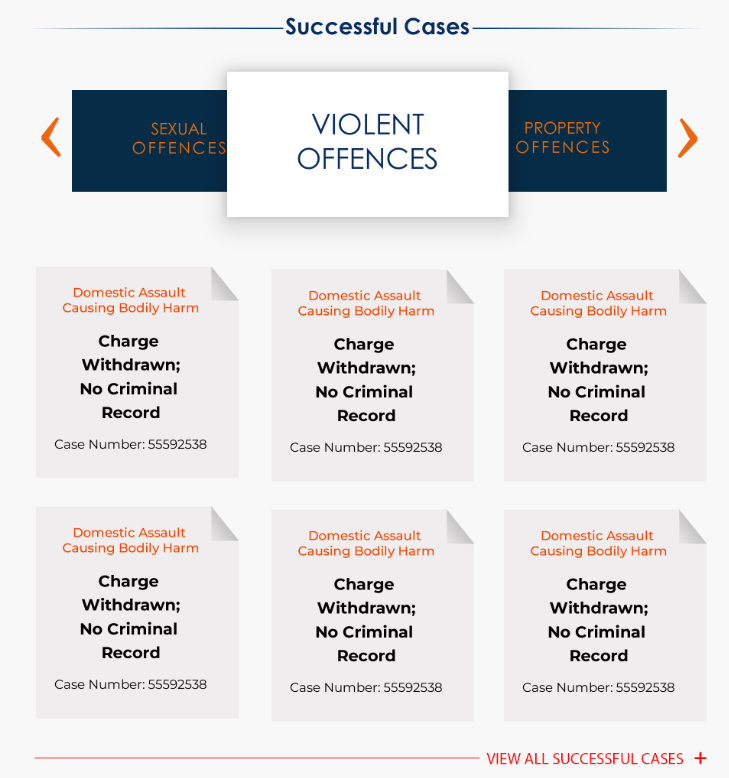 Successful Cases
SEXUAL
OFFENCES
VIOLENT
OFFENCES
PROPERTY
OFFENCES
Domestic Assault
Causing Bodily Harm
Charge
Withdrawn;
No Criminal
Record
Case Number: 55592538
Domestic Assault
Causing Bodily Harm
Charge
Withdrawn;
No Criminal
Record
Case Number: 55592538
Domestic Assault
Causing Bodily Harm
Charge
Withdrawn;
No Criminal
Record
Case Number: 55592538
Domestic Assault
Causing Bodily Harm
Charge
Withdrawn;
No Criminal
Record
Case Number: 55592538
Domestic Assault
Causing Bodily Harm
Charge
Withdrawn;
No Criminal
Record
Case Number: 55592538
Domestic Assault
Causing Bodily Harm
Charge
Withdrawn;
No Criminal
Record
Case Number: 55592538
VIEW ALL SUCCESSFUL CASES +